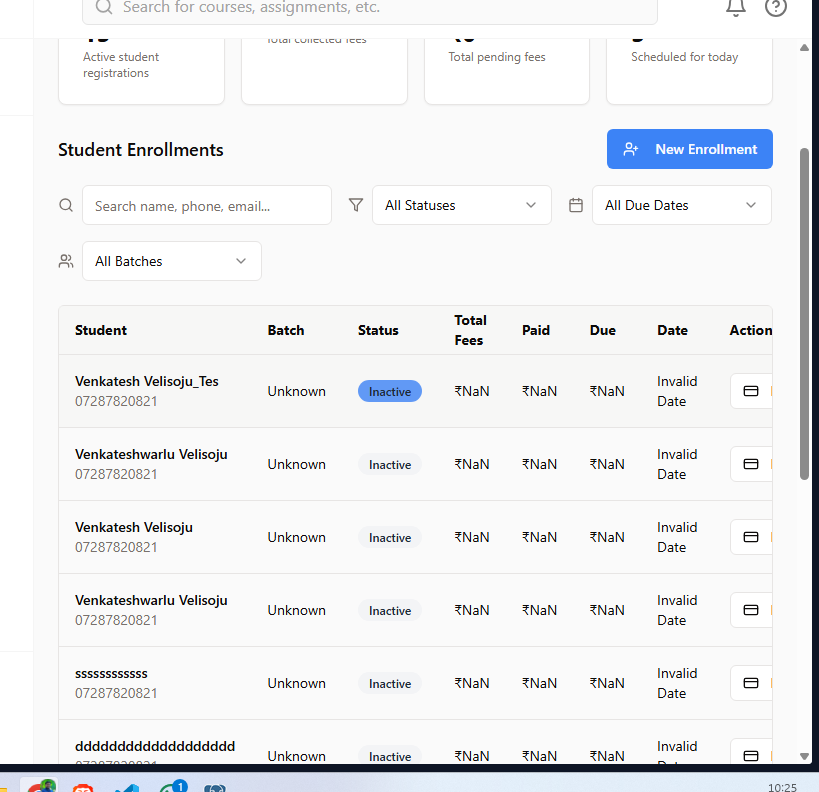 Search for courses, assignments, etc.
Active student
registrations
Total collected fees
Total pending fees
Scheduled for today
Student Enrollments
New Enrollment
Search name, phone, email...
All Statuses
All Due Dates
All Batches
Student Batch Status Total Fees Paid Due Date Action
Venkatesh Velisoju_Tes
07287820821
Unknown Inactive ₹NaN ₹NaN ₹NaN Invalid Date
Venkateshwarlu Velisoju
07287820821
Unknown Inactive ₹NaN ₹NaN ₹NaN Invalid Date
Venkatesh Velisoju
07287820821
Unknown Inactive ₹NaN ₹NaN ₹NaN Invalid Date
Venkateshwarlu Velisoju
07287820821
Unknown Inactive ₹NaN ₹NaN ₹NaN Invalid Date
ssssssssssss
07287820821
Unknown Inactive ₹NaN ₹NaN ₹NaN Invalid Date
ddddddddddddddddddd
07287820821
Unknown Inactive ₹NaN ₹NaN ₹NaN Invalid Date
1
10:25